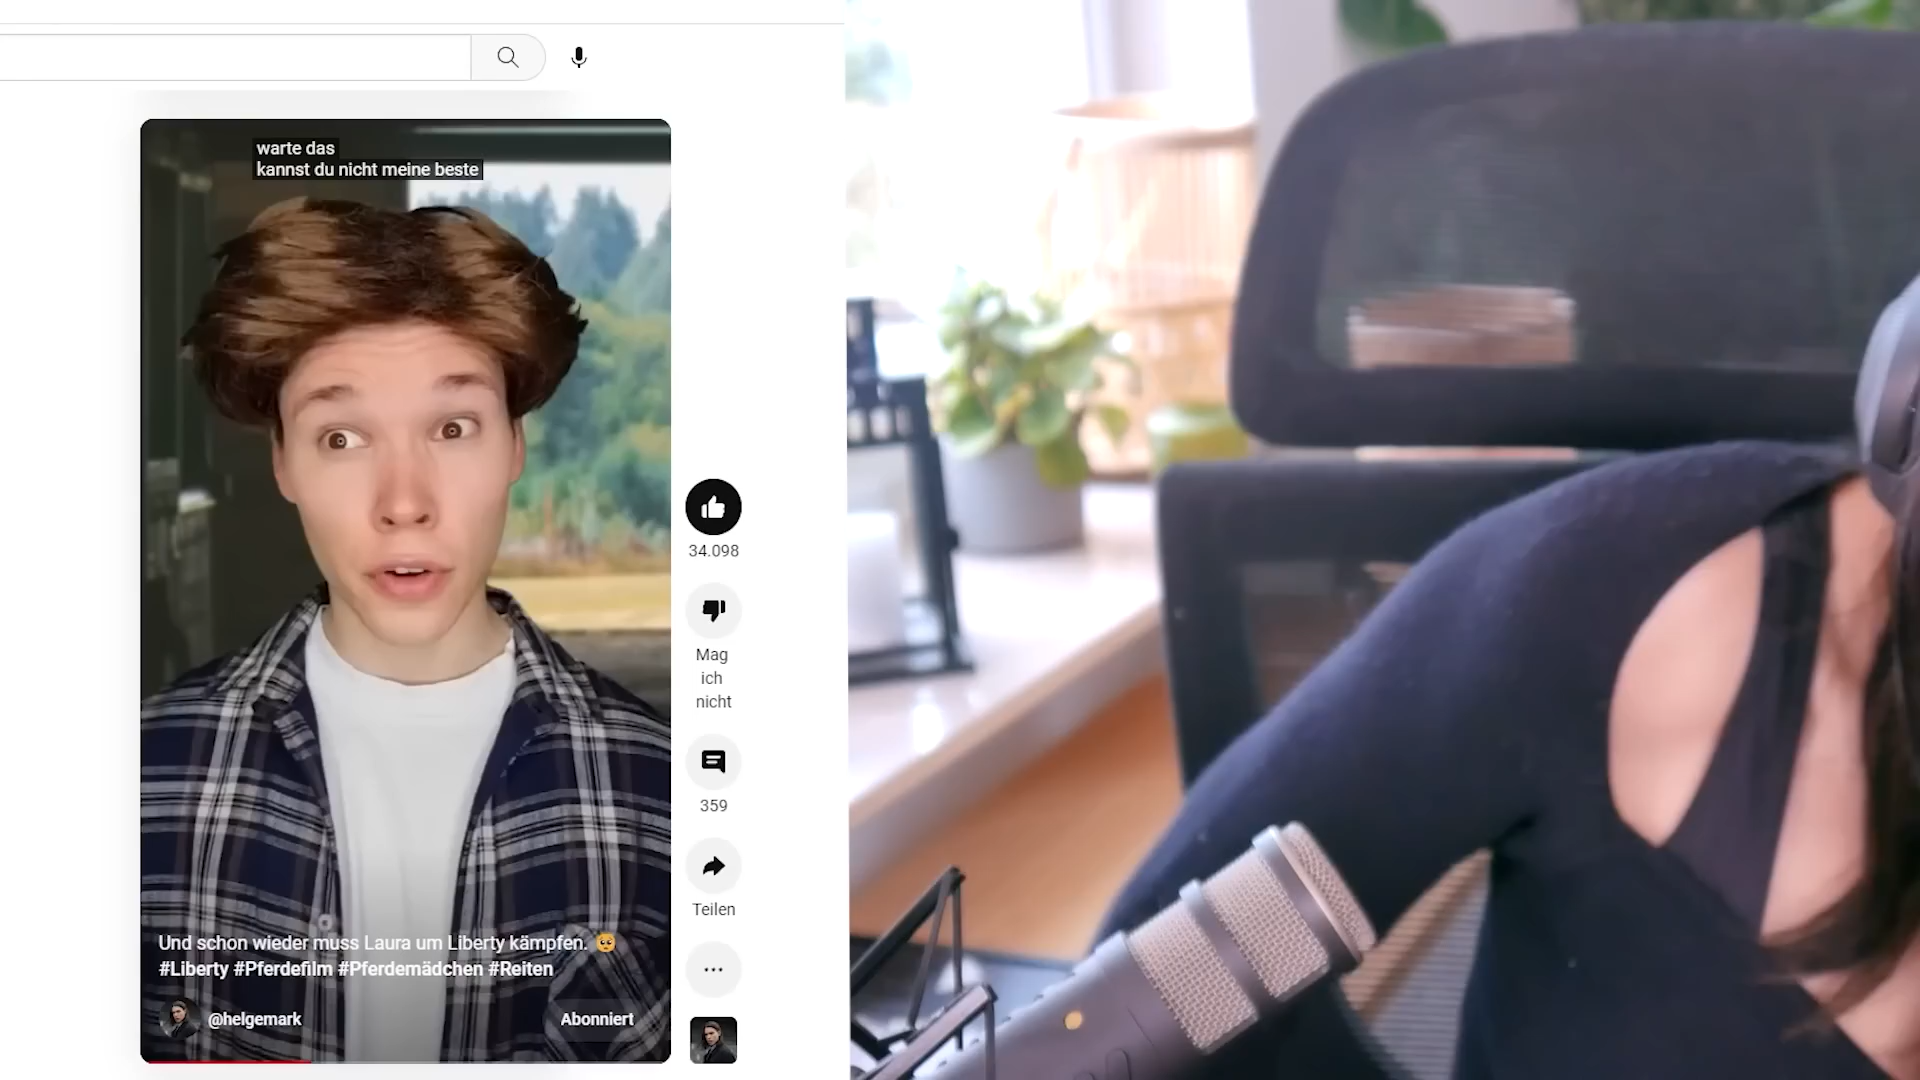 warte das
kannst du nicht meine beste
34.098
Mag
ich
nicht
359
Teilen
Und schon wieder muss Laura um Liberty kämpfen. 🥺
#Liberty #Pferdefilm #Pferdemädchen #Reiten
@helgemark
Abonniert